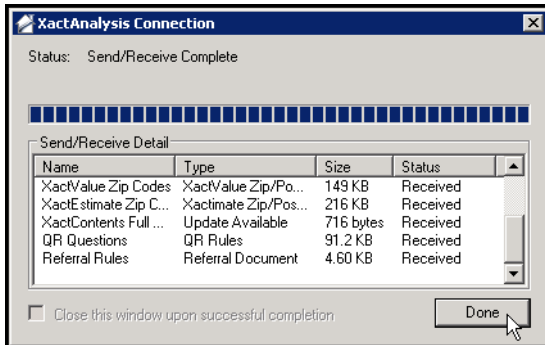 XactAnalysis Connection
Status: Send/Receive Complete
Send/Receive Detail
Name Type Size Status
XactValue Zip Codes XactValue Zip/Po... 149 KB Received
XactEstimate Zip C... Xactimate Zip/Pos... 216 KB Received
XactContents Full ... Update Available 716 bytes Received
QR Questions QR Rules 91.2 KB Received
Referral Rules Referral Document 4.60 KB Received
Close this window upon successful completion Done